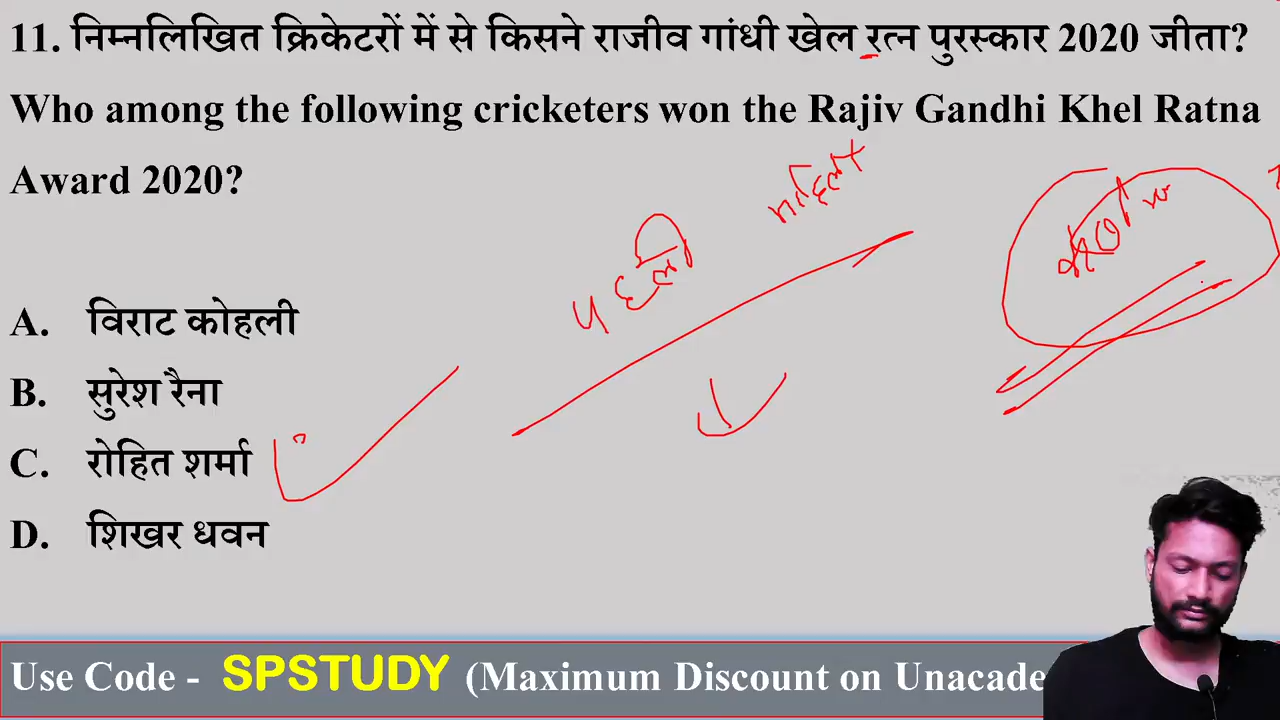 11. निम्नलिखित क्रिकेटरों में से किसने राजीव गांधी खेल रत्न पुरस्कार 2020 जीता?
Who among the following cricketers won the Rajiv Gandhi Khel Ratna
Award 2020?
A. विराट कोहली
B. सुरेश रैना
C. रोहित शर्मा
D. शिखर धवन
Use Code - SPSTUDY (Maximum Discount on